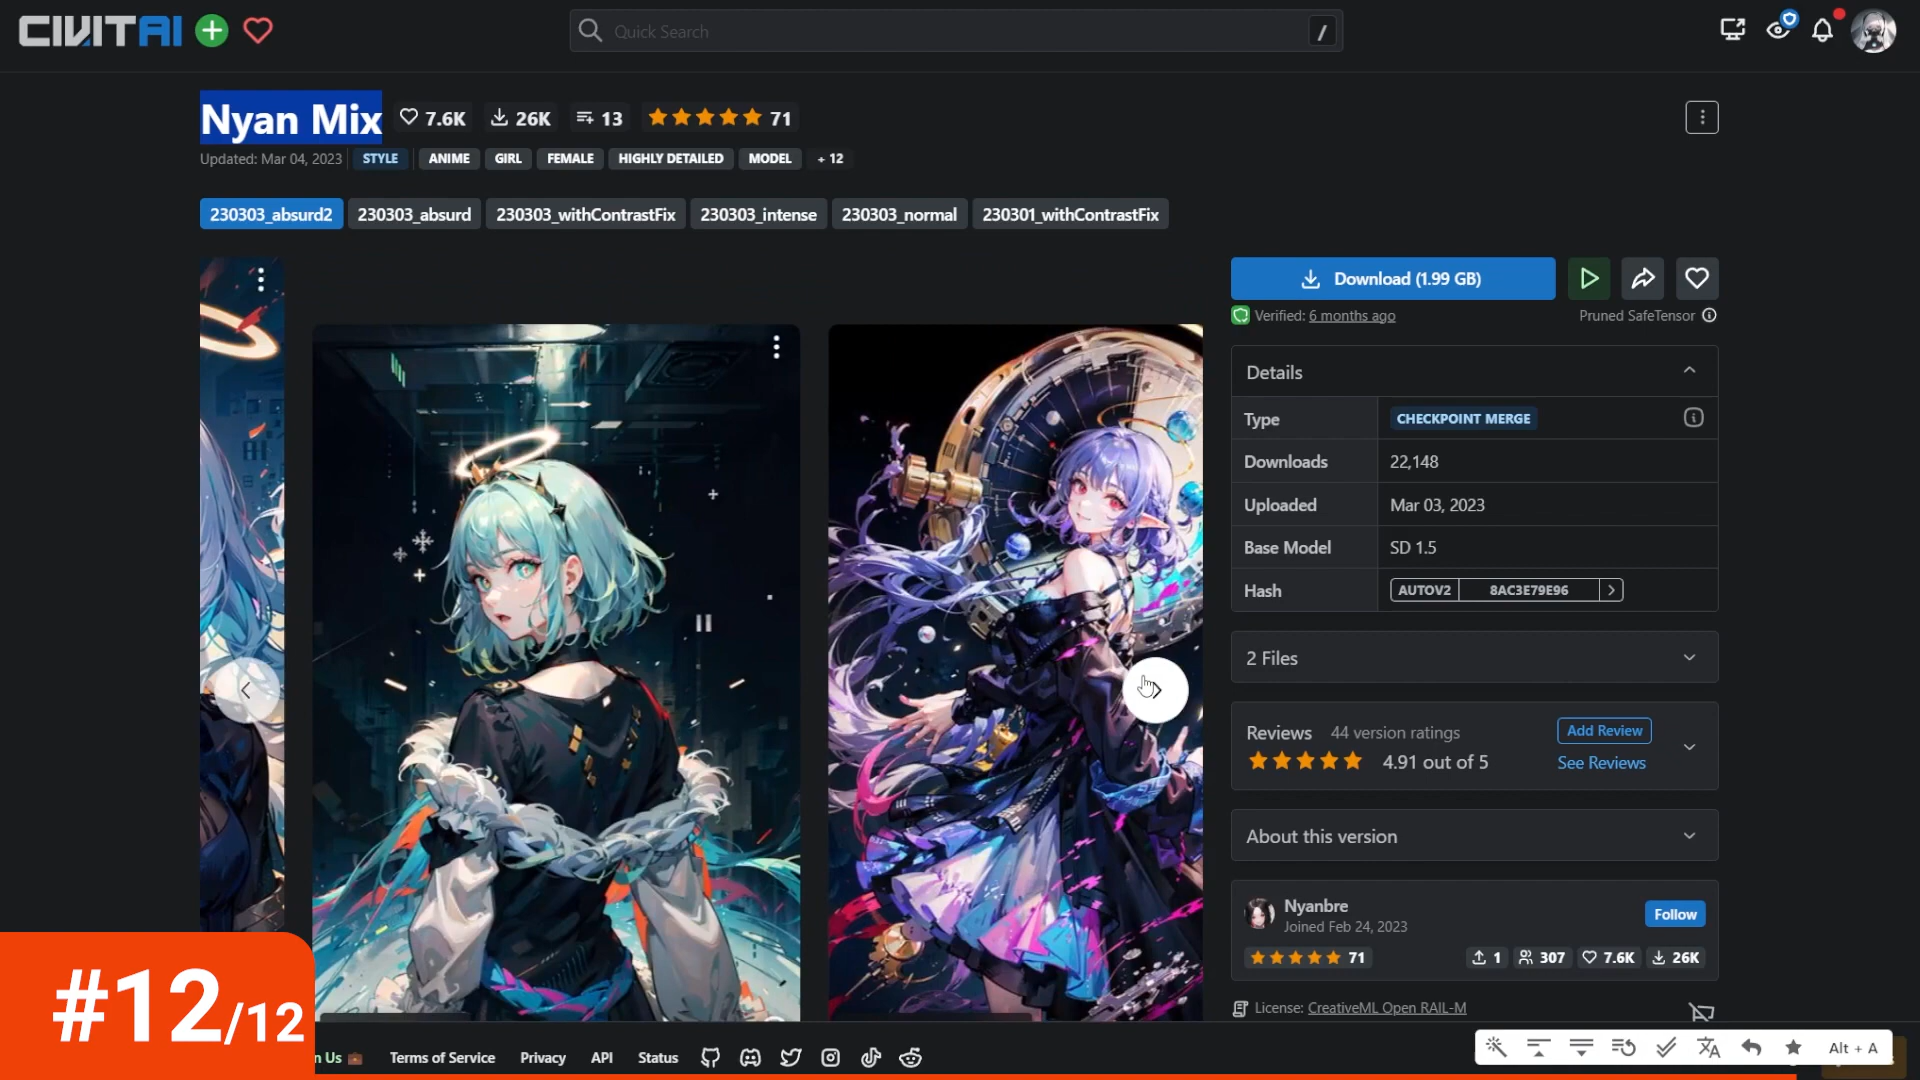 CIVITAI
Quick Search
/
Nyan Mix
7.6K
26K
13
71
Updated: Mar 04, 2023
STYLE
ANIME
GIRL
FEMALE
HIGHLY DETAILED
MODEL
+ 12
230303_absurd2
230303_absurd
230303_withContrastFix
230303_intense
230303_normal
230301_withContrastFix
Download (1.99 GB)
Verified: 6 months ago
Pruned SafeTensor
Details
Type
CHECKPOINT MERGE
Downloads
22,148
Uploaded
Mar 03, 2023
Base Model
SD 1.5
Hash
AUTOV2
8AC3E79E96
2 Files
Reviews
44 version ratings
Add Review
4.91 out of 5
See Reviews
About this version
Nyanbre
Joined Feb 24, 2023
Follow
71
1
307
7.6K
26K
License: CreativeML Open RAIL-M
#12/12
n Us
Terms of Service
Privacy
API
Status
Alt + A